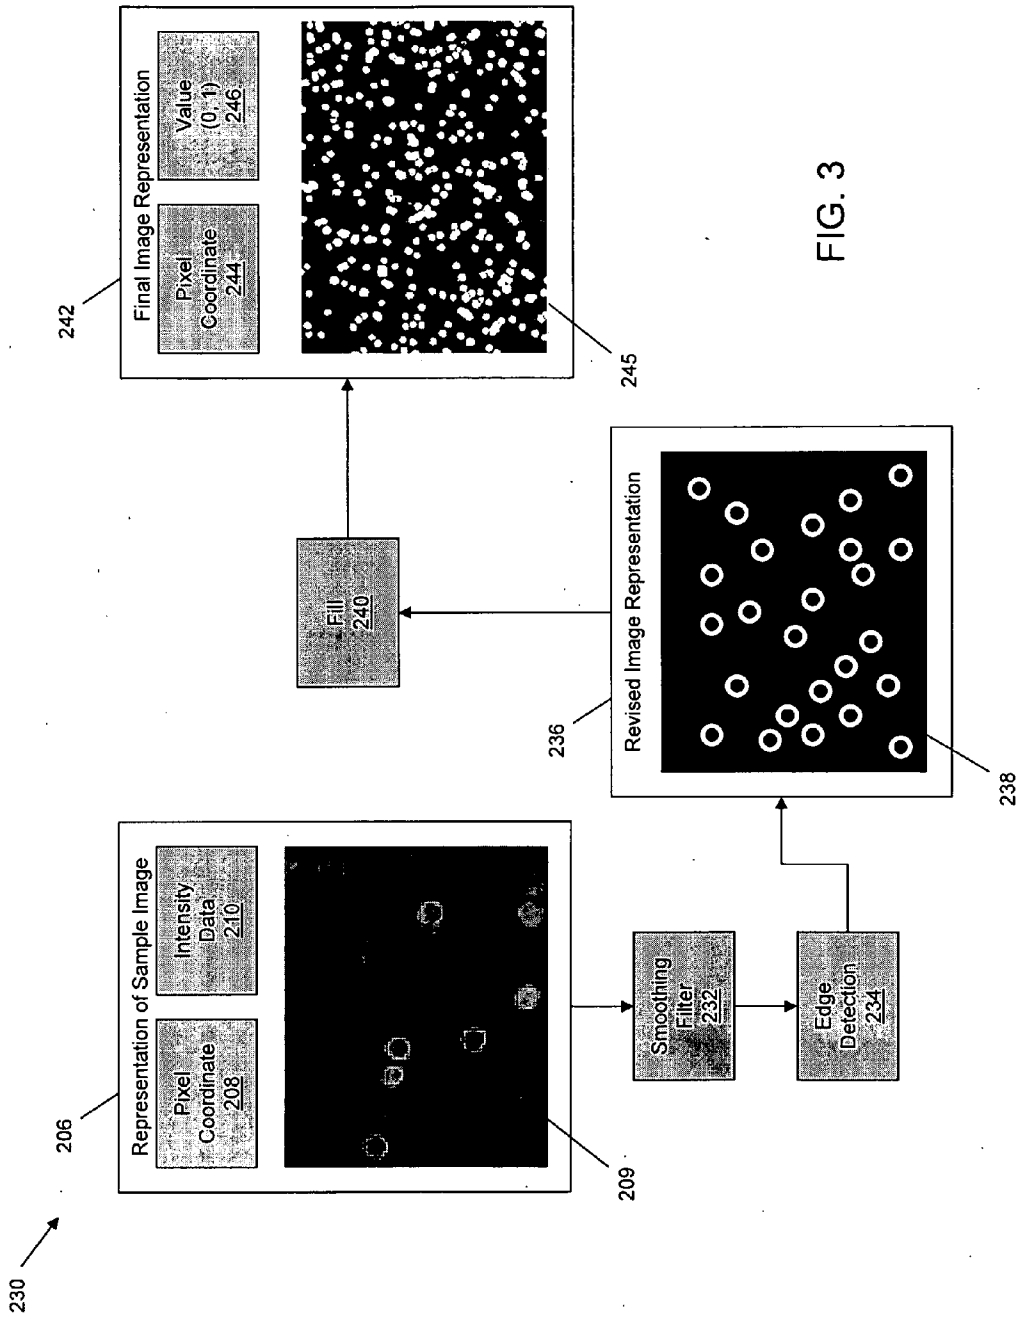 230
206
Representation of Sample Image
Pixel
Coordinate
208
Intensity
Data
210
209
Smoothing
Filter
232
Edge
Detection
234
236
Revised Image Representation
238
Fill
240
242
Final Image Representation
Pixel
Coordinate
244
Value
(0, 1)
246
245
FIG. 3